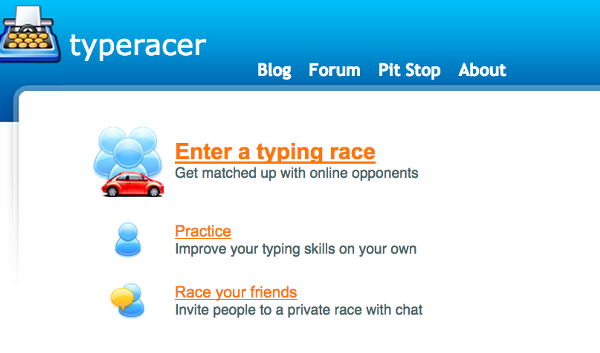 typeracer
Blog Forum Pit Stop About
Enter a typing race
Get matched up with online opponents
Practice
Improve your typing skills on your own
Race your friends
Invite people to a private race with chat